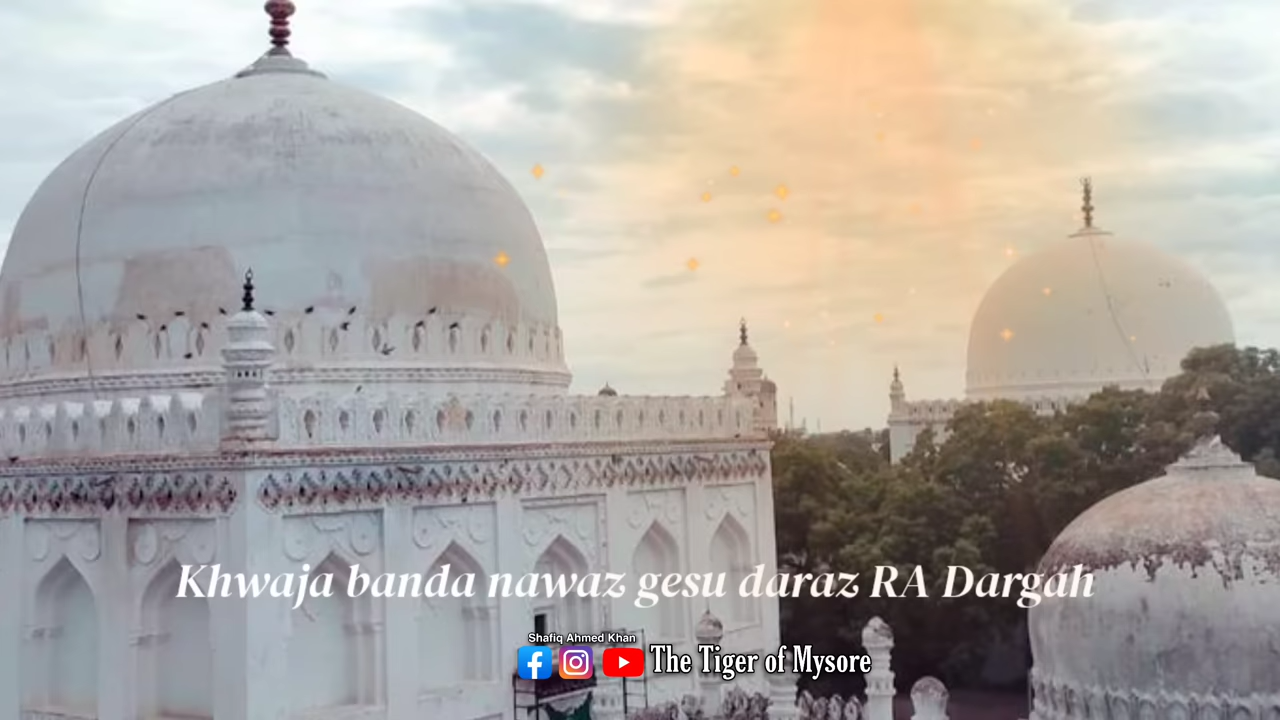 Khwaja banda nawaz gesu daraz RA Dargah
Shafiq Ahmed Khan
The Tiger of Mysore